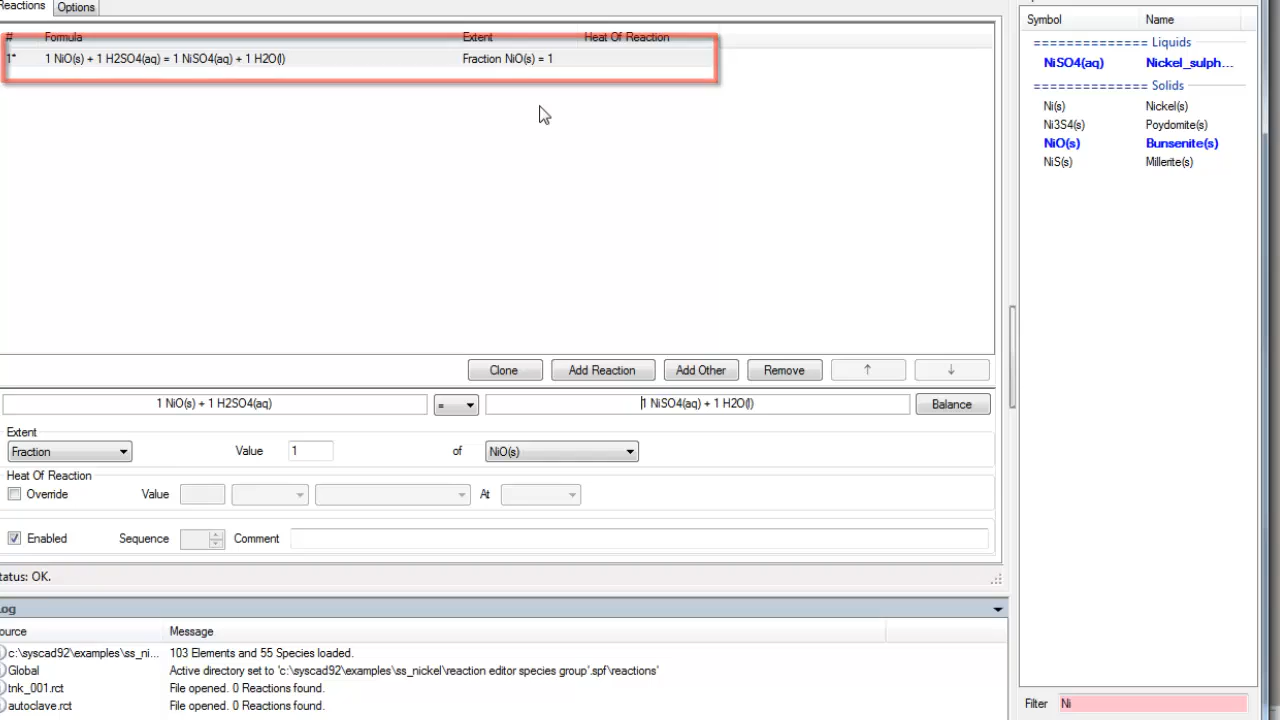 Reactions Options
# Formula Extent Heat Of Reaction
1* 1 NiO(s) + 1 H2SO4(aq) = 1 NiSO4(aq) + 1 H2O(l) Fraction NiO(s) = 1
Clone Add Reaction Add Other Remove ↑ ↓
1 NiO(s) + 1 H2SO4(aq) = 1 NiSO4(aq) + 1 H2O(l) Balance
Extent
Fraction Value 1 of NiO(s)
Heat Of Reaction
Override Value At
Enabled Sequence Comment
tatus: OK.
og
ource Message
c:\syscad92\examples\ss_ni... 103 Elements and 55 Species loaded.
Global Active directory set to 'c:\syscad92\examples\ss_nickel\reaction editor species group'.spf\reactions'
tnk_001.rct File opened. 0 Reactions found.
autoclave.rct File opened. 0 Reactions found.
Symbol Name
============== Liquids
NiSO4(aq) Nickel_sulph...
============== Solids
Ni(s) Nickel(s)
Ni3S4(s) Poydomite(s)
NiO(s) Bunsenite(s)
NiS(s) Millerite(s)
Filter Ni